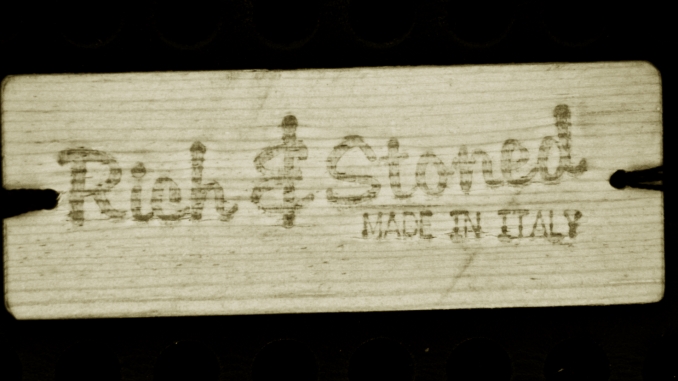 Rich & Stoned
MADE IN ITALY